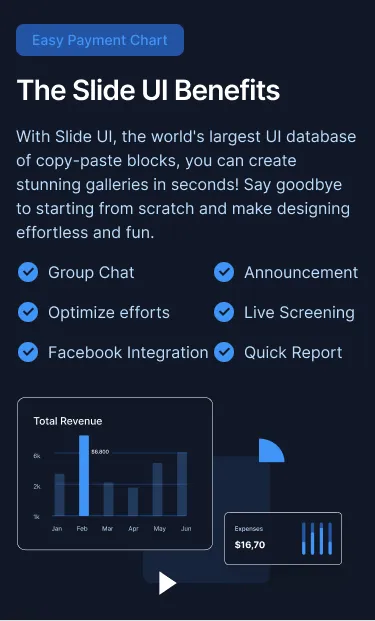 Easy Payment Chart
The Slide UI Benefits
With Slide UI, the world's largest UI database
of copy-paste blocks, you can create
stunning galleries in seconds! Say goodbye
to starting from scratch and make designing
effortless and fun.
Group Chat
Announcement
Optimize efforts
Live Screening
Facebook Integration
Quick Report
Total Revenue
6k
$6,600
2k
1k
Jan Feb Mar Apr May Jun
Expenses
$16,70